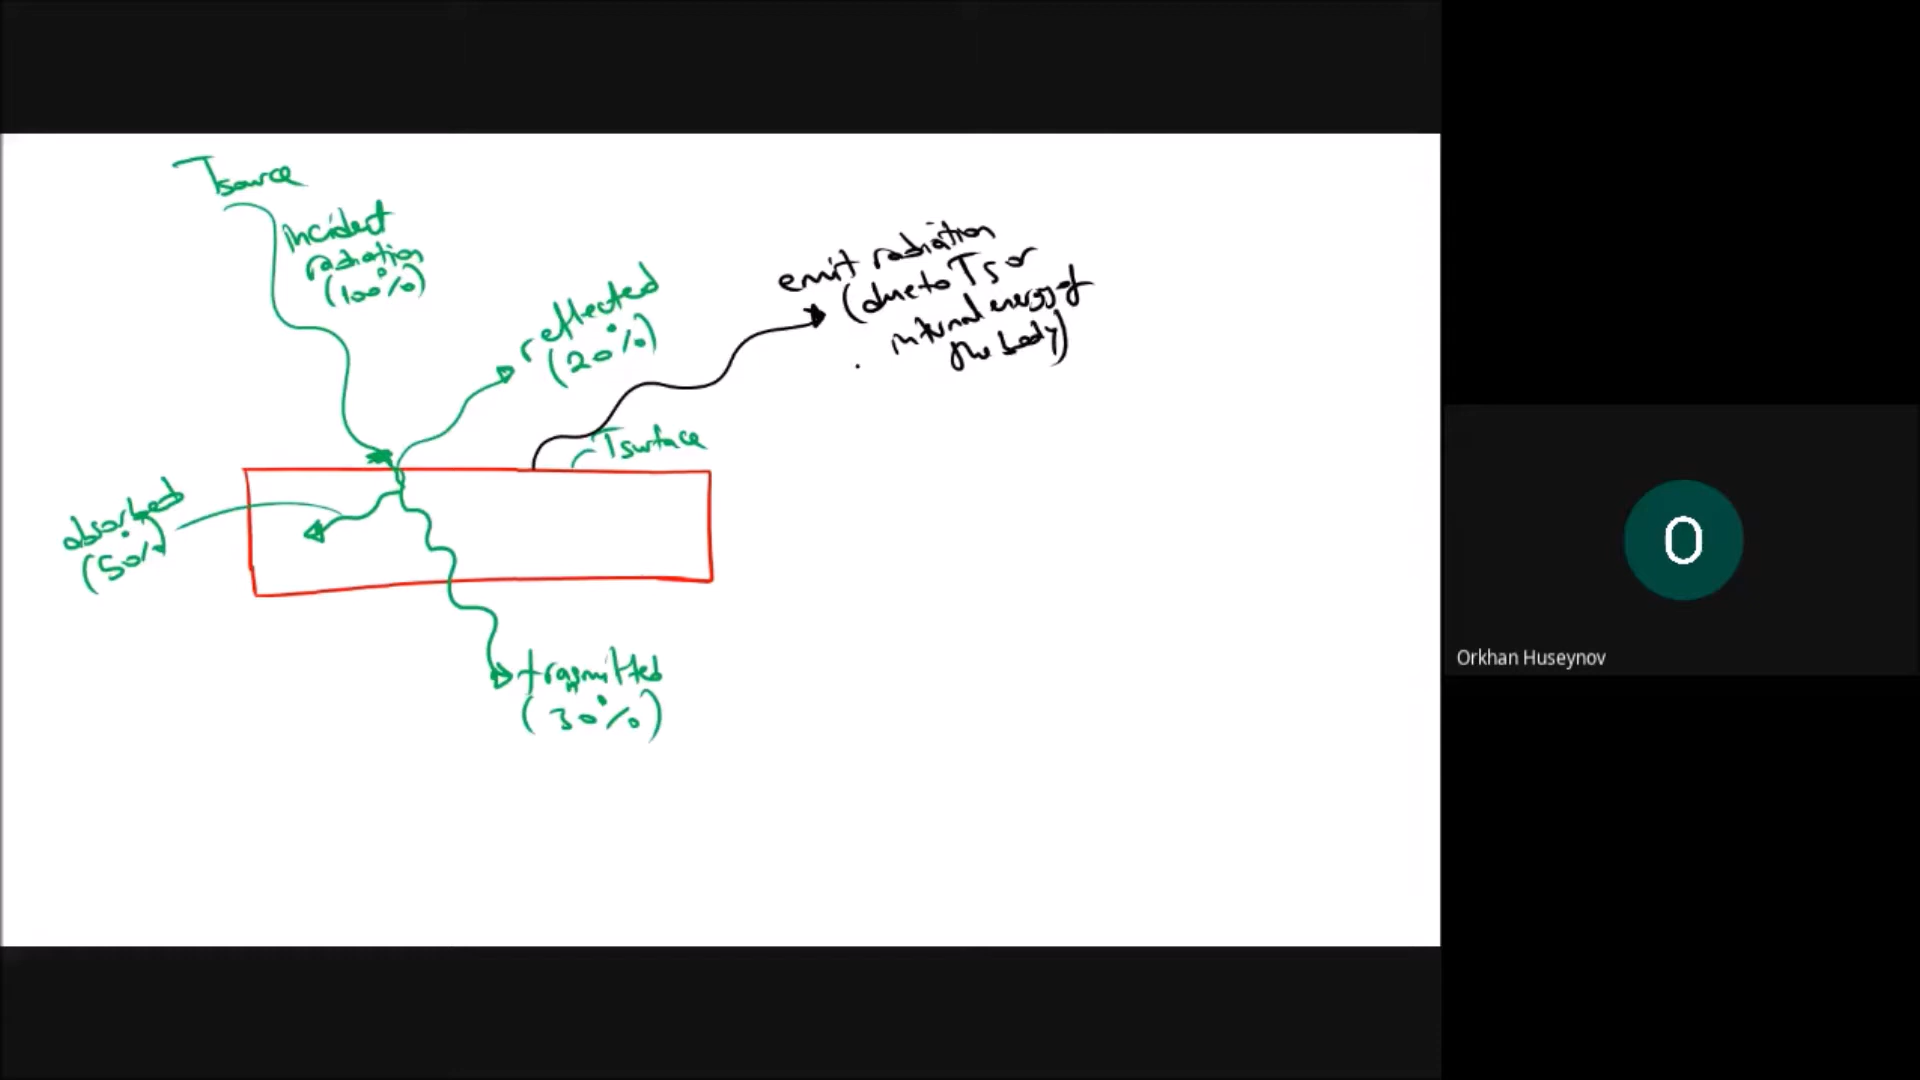 Tsource
incident
radiation
(100%)
reflected
(20%)
emit radiation
(due to Ts or
internal energy of
the body)
Tsurface
absorbed
(50%)
transmitted
(30%)
O
Orkhan Huseynov